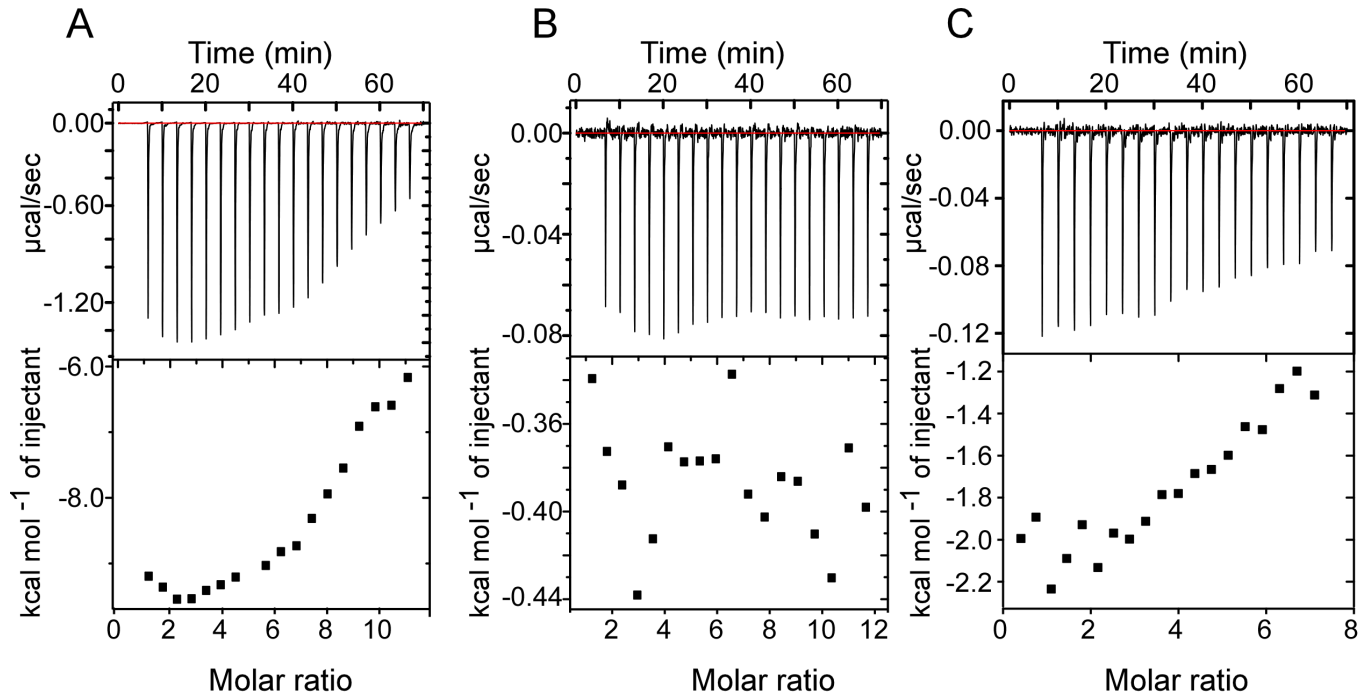 A
Time (min)
0 20 40 60
0.00
-0.60
-1.20
µcal/sec
-6.0
-8.0
kcal mol -1 of injectant
0 2 4 6 8 10
Molar ratio
B
Time (min)
0 20 40 60
0.00
-0.04
-0.08
µcal/sec
-0.36
-0.40
-0.44
kcal mol -1 of injectant
2 4 6 8 10 12
Molar ratio
C
Time (min)
0 20 40 60
0.00
-0.04
-0.08
-0.12
µcal/sec
-1.2
-1.4
-1.6
-1.8
-2.0
-2.2
kcal mol -1 of injectant
0 2 4 6 8
Molar ratio